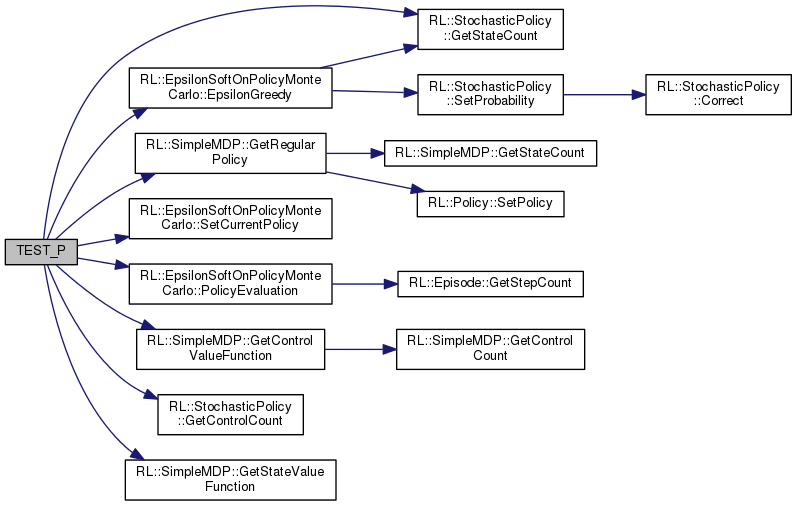 TEST_P
RL::StochasticPolicy
::GetStateCount
RL::EpsilonSoftOnPolicyMonte
Carlo::EpsilonGreedy
RL::StochasticPolicy
::SetProbability
RL::StochasticPolicy
::Correct
RL::SimpleMDP::GetRegular
Policy
RL::SimpleMDP::GetStateCount
RL::Policy::SetPolicy
RL::EpsilonSoftOnPolicyMonte
Carlo::SetCurrentPolicy
RL::EpsilonSoftOnPolicyMonte
Carlo::PolicyEvaluation
RL::Episode::GetStepCount
RL::SimpleMDP::GetControl
ValueFunction
RL::SimpleMDP::GetControl
Count
RL::StochasticPolicy
::GetControlCount
RL::SimpleMDP::GetStateValue
Function